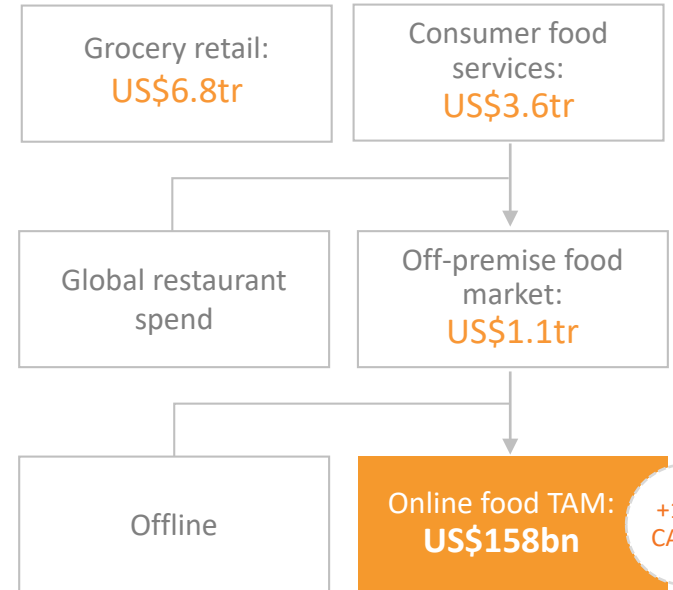 Grocery retail:
US$6.8tr
Consumer food
services:
US$3.6tr
Global restaurant
spend
Off-premise food
market:
US$1.1tr
Offline
Online food TAM:
US$158bn